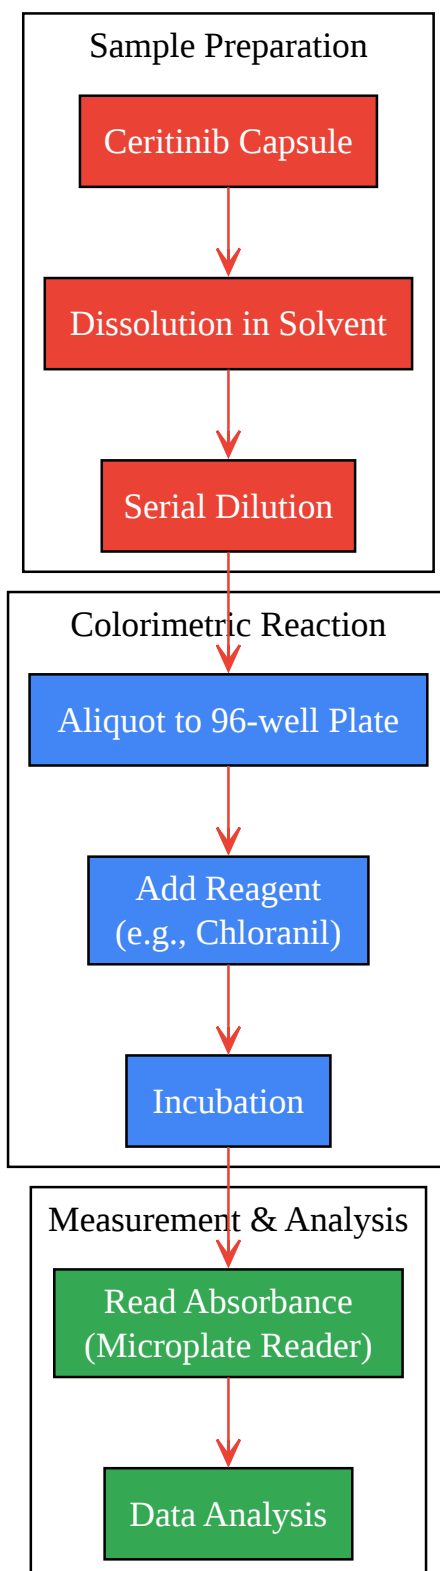 Sample Preparation
Ceritinib Capsule
Dissolution in Solvent
Serial Dilution
Colorimetric Reaction
Aliquot to 96-well Plate
Add Reagent
(e.g., Chloranil)
Incubation
Measurement & Analysis
Read Absorbance
(Microplate Reader)
Data Analysis